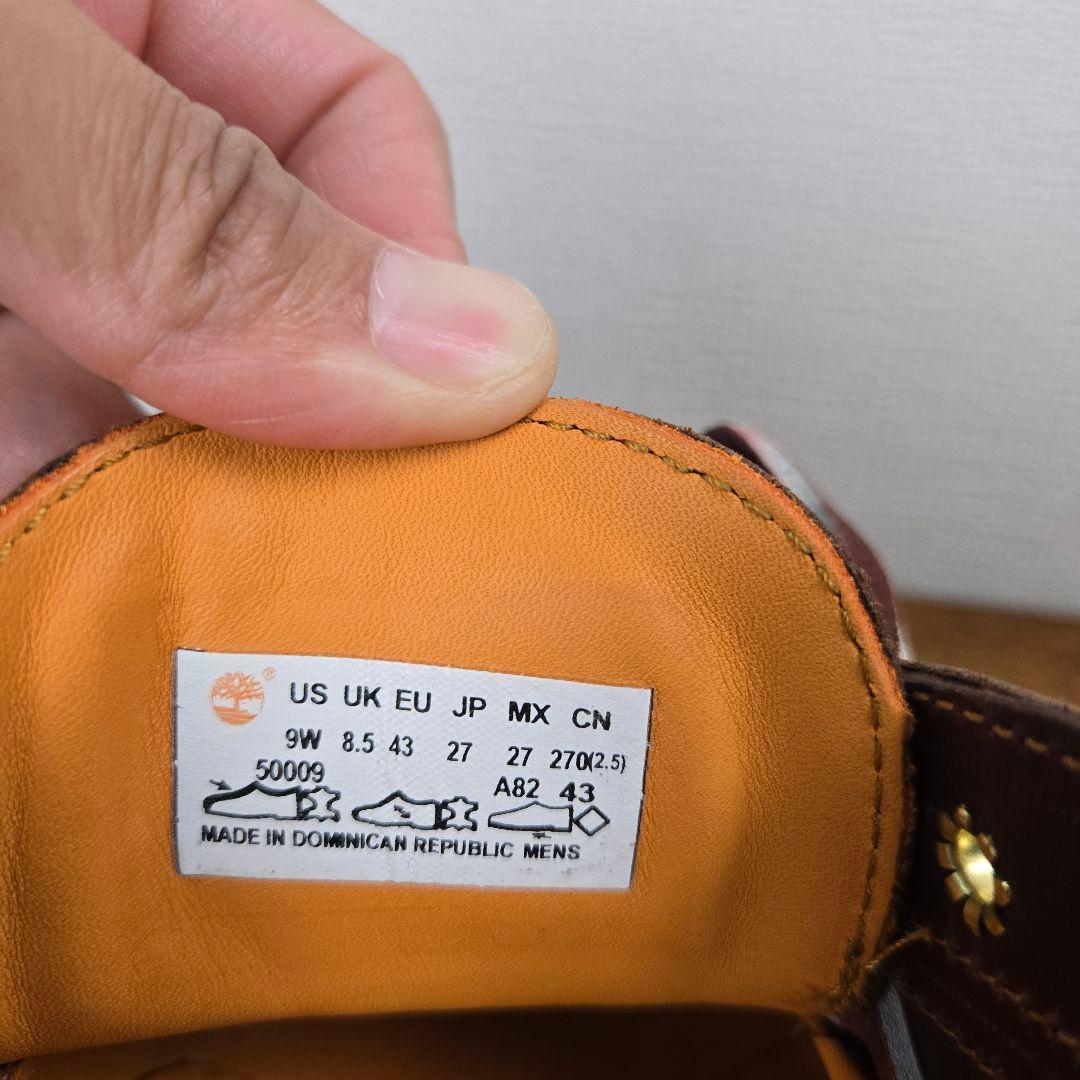 US UK EU JP MX CN
9W 8.5 43 27 27 270(2.5)
50009 A82 43
MADE IN DOMINICAN REPUBLIC MENS